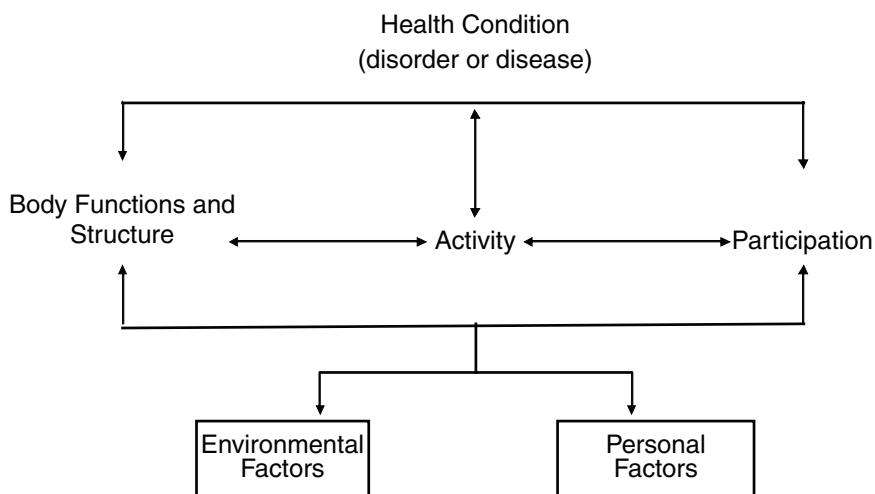 Health Condition
(disorder or disease)
Body Functions and
Structure
Activity
Participation
Environmental
Factors
Personal
Factors